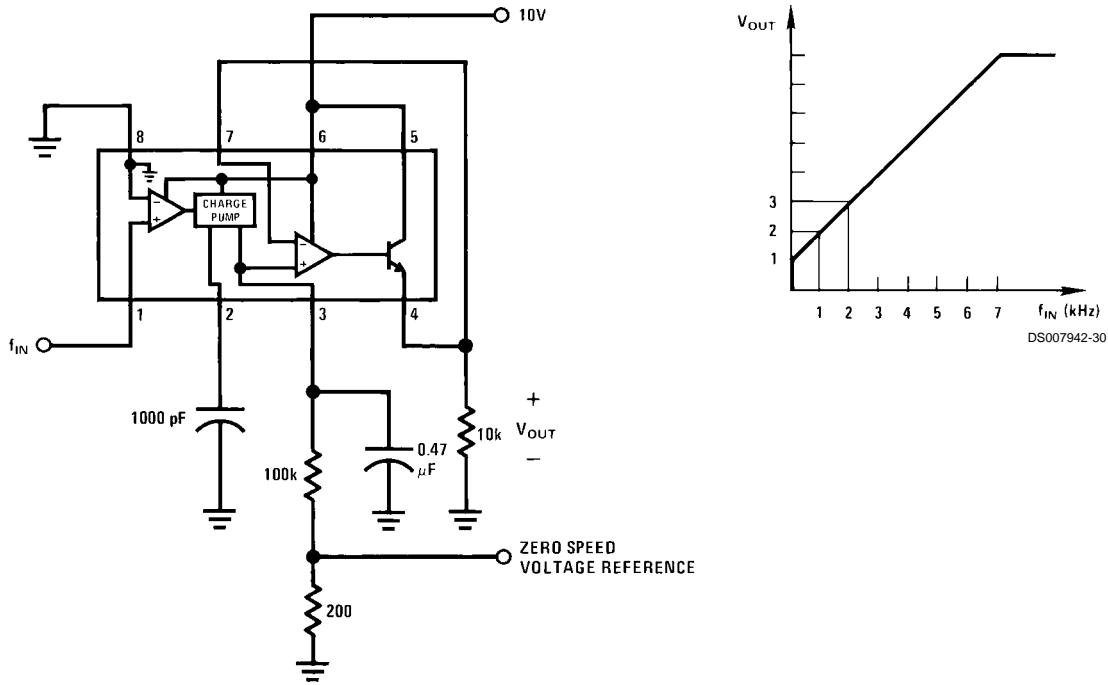 10V
8
7
6
5
CHARGE
PUMP
−
+
−
+
1
2
3
4
fIN
1000 pF
100k
0.47
μF
10k
+
VOUT
−
ZERO SPEED
VOLTAGE REFERENCE
200
VOUT
3
2
1
1 2 3 4 5 6 7
fIN (kHz)
DS007942-30